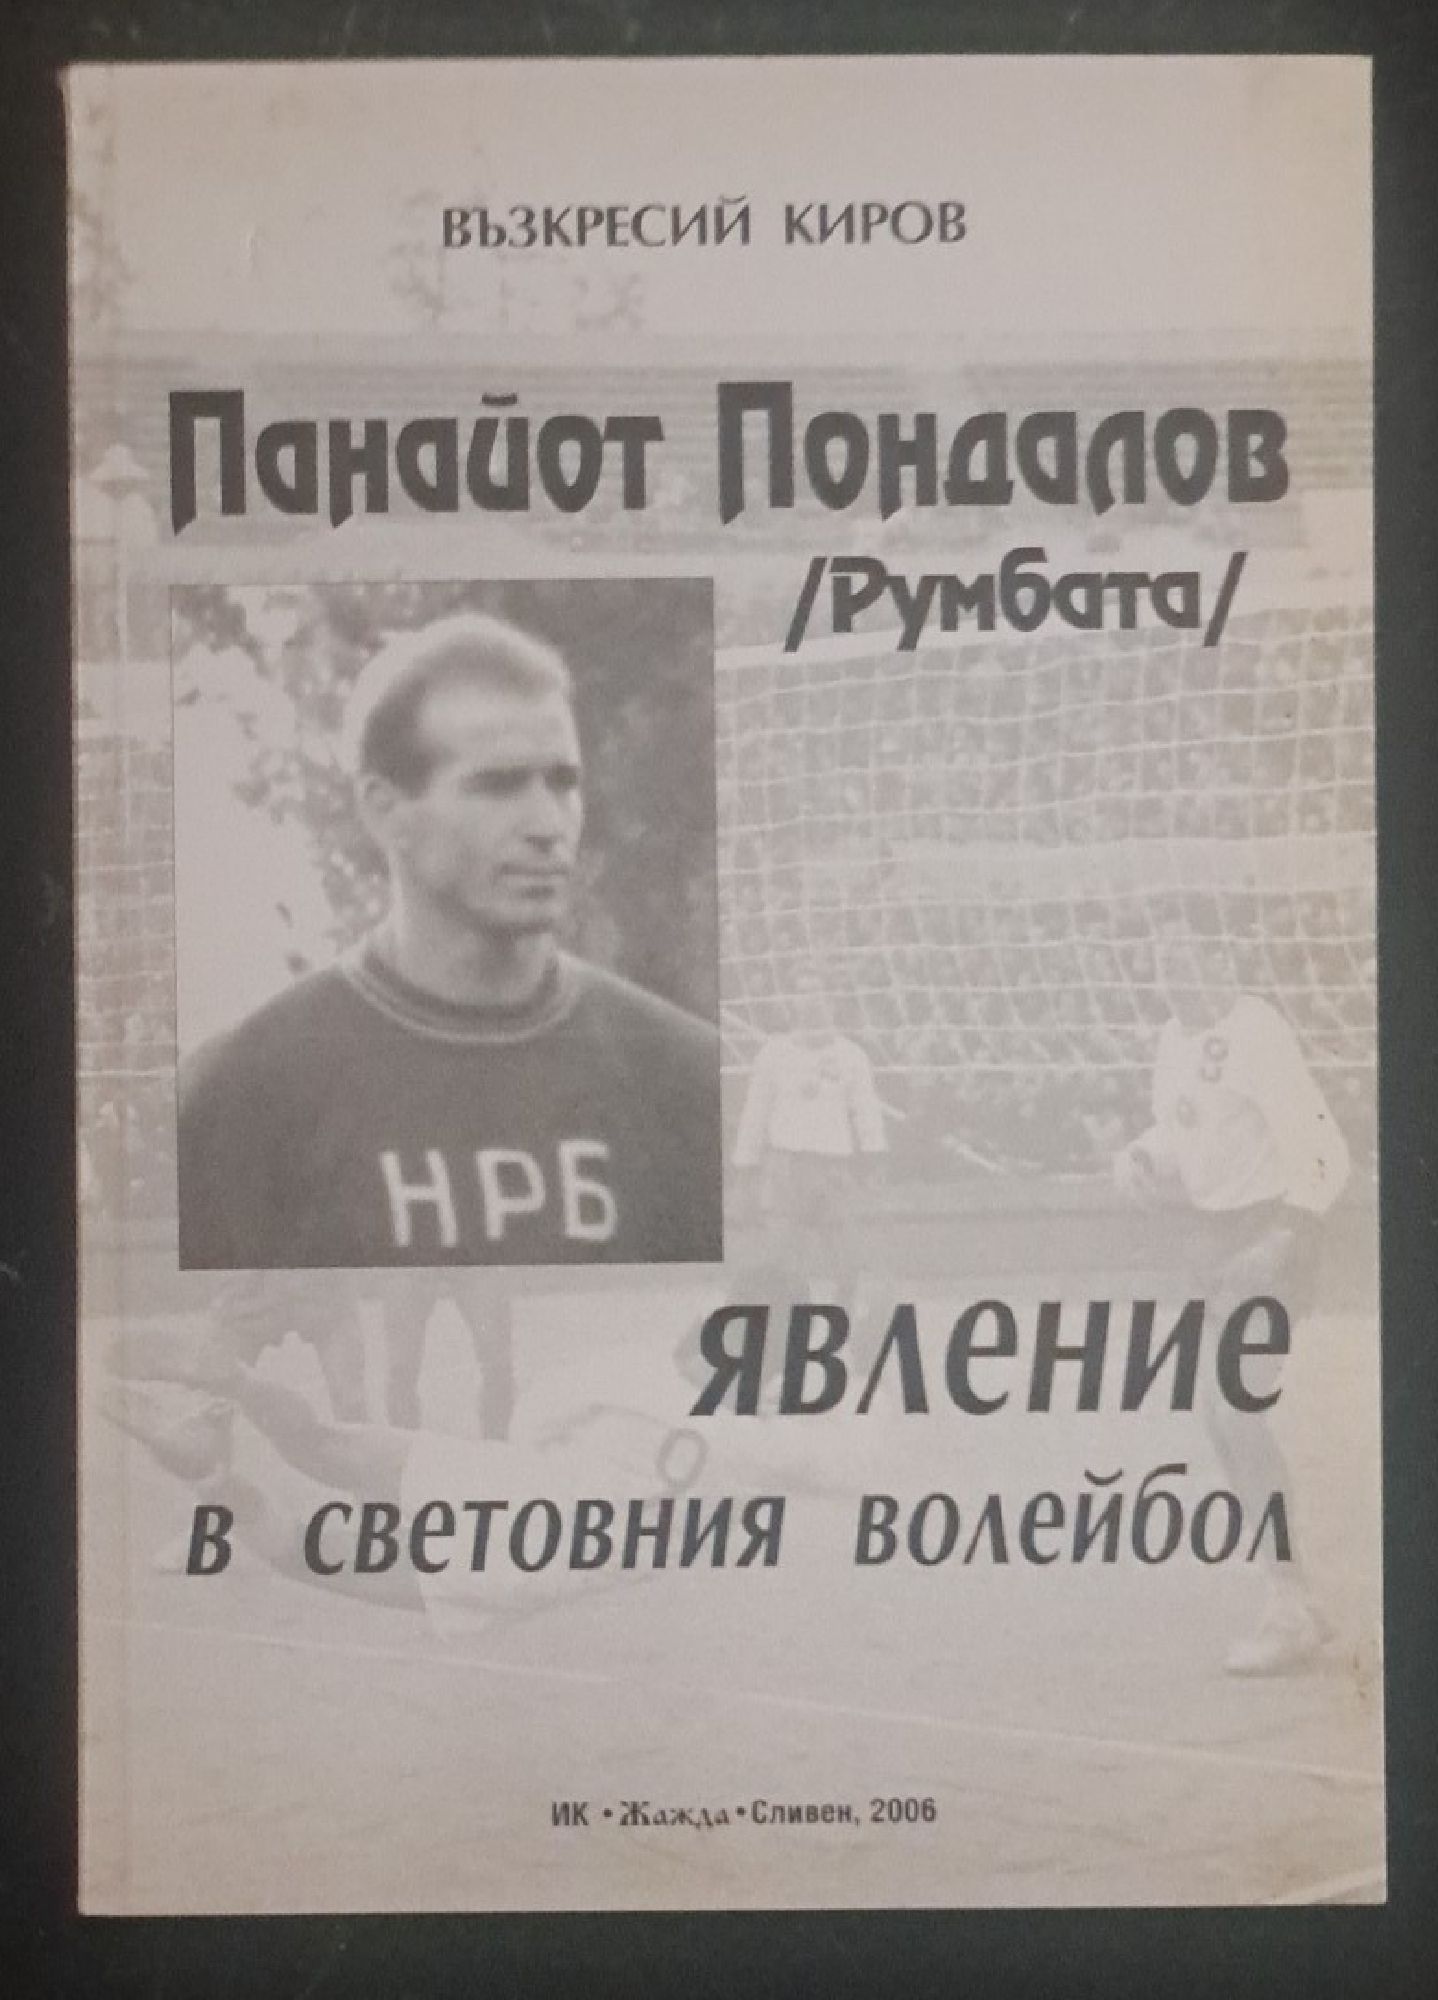 ВЪЗКРЕСИЙ КИРОВ
Панайот Пондалов
/Румбата/
НРБ
явление
в световния волейбол
ИК • Жажда • Сливен, 2006